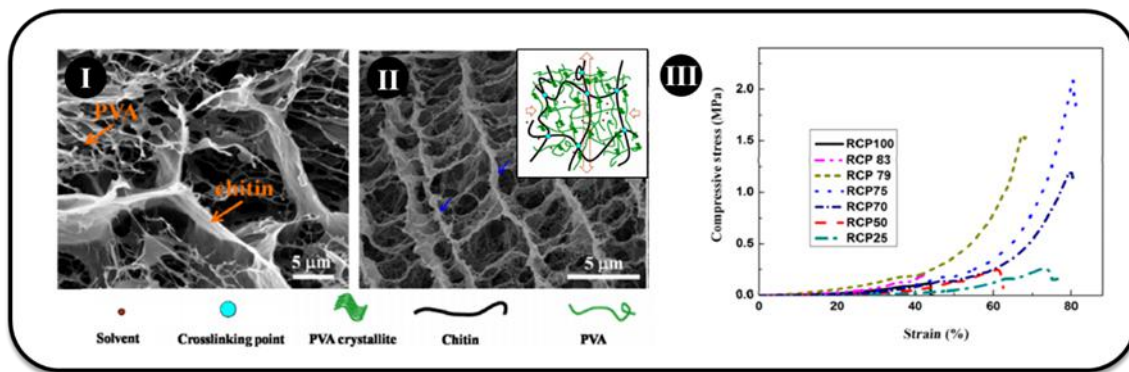 I
PVA
chitin
5 μm
II
5 μm
Solvent
Crosslinking point
PVA crystallite
Chitin
PVA
III
Compressive stress (MPa)
2.0
1.5
1.0
0.5
0.0
RCP100
RCP 83
RCP 79
RCP75
RCP70
RCP50
RCP25
0 20 40 60 80
Strain (%)